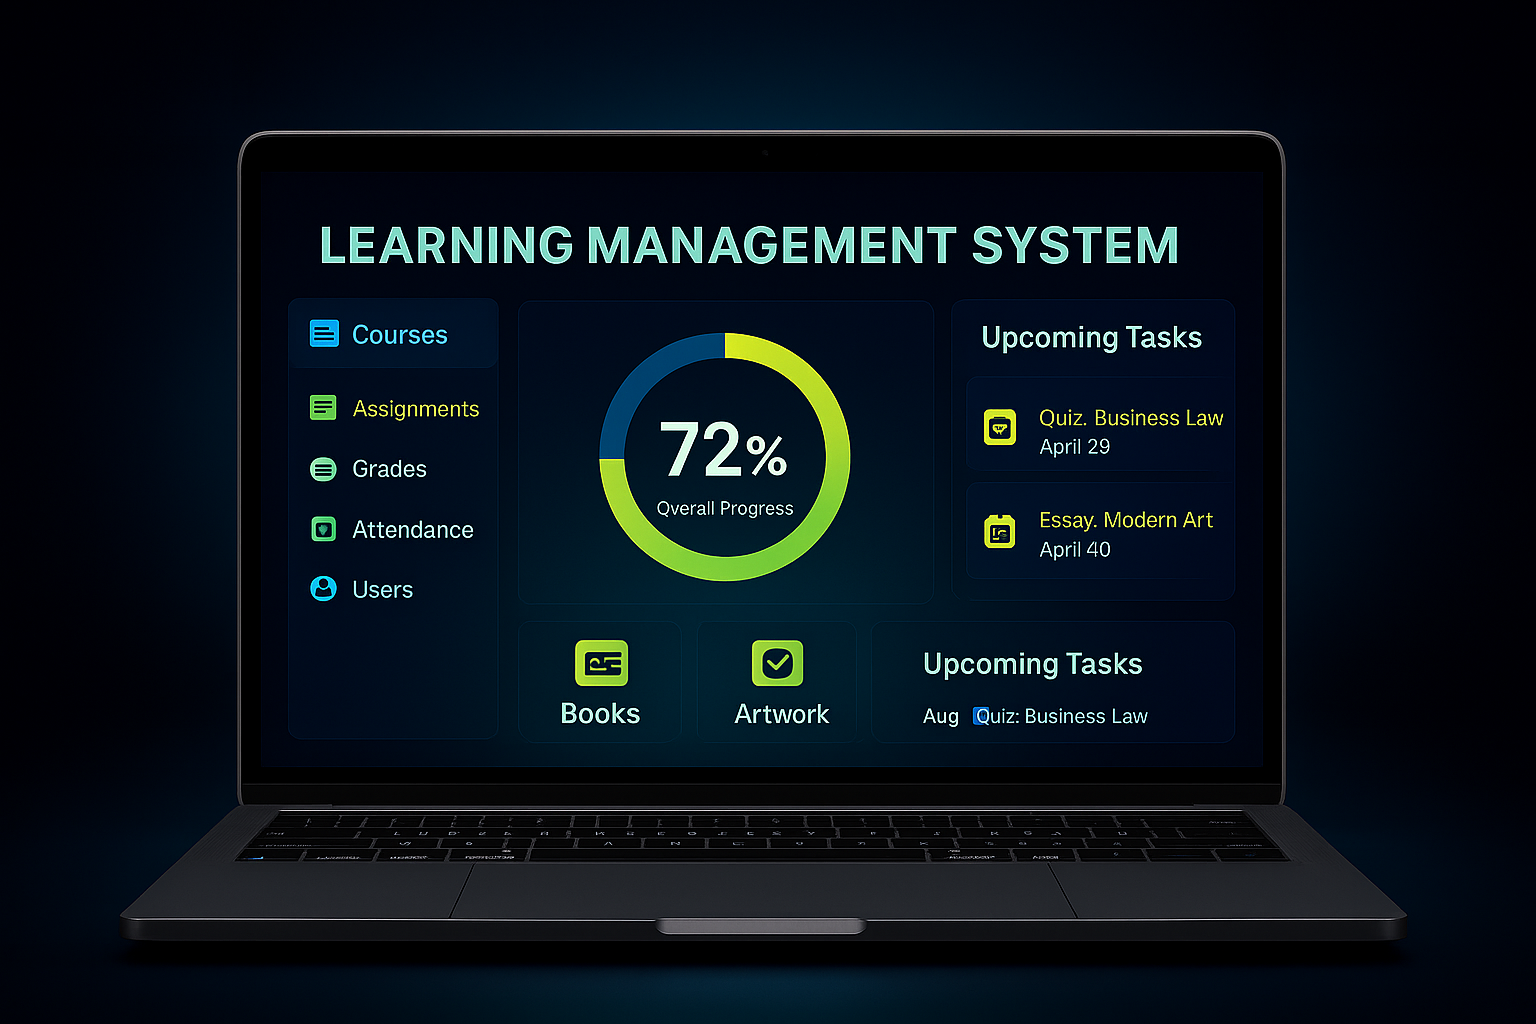 LEARNING MANAGEMENT SYSTEM
Courses
Assignments
Grades
Attendance
Users
72%
Overall Progress
Upcoming Tasks
Quiz. Business Law
April 29
Essay. Modern Art
April 40
Books
Artwork
Upcoming Tasks
Aug Quiz: Business Law